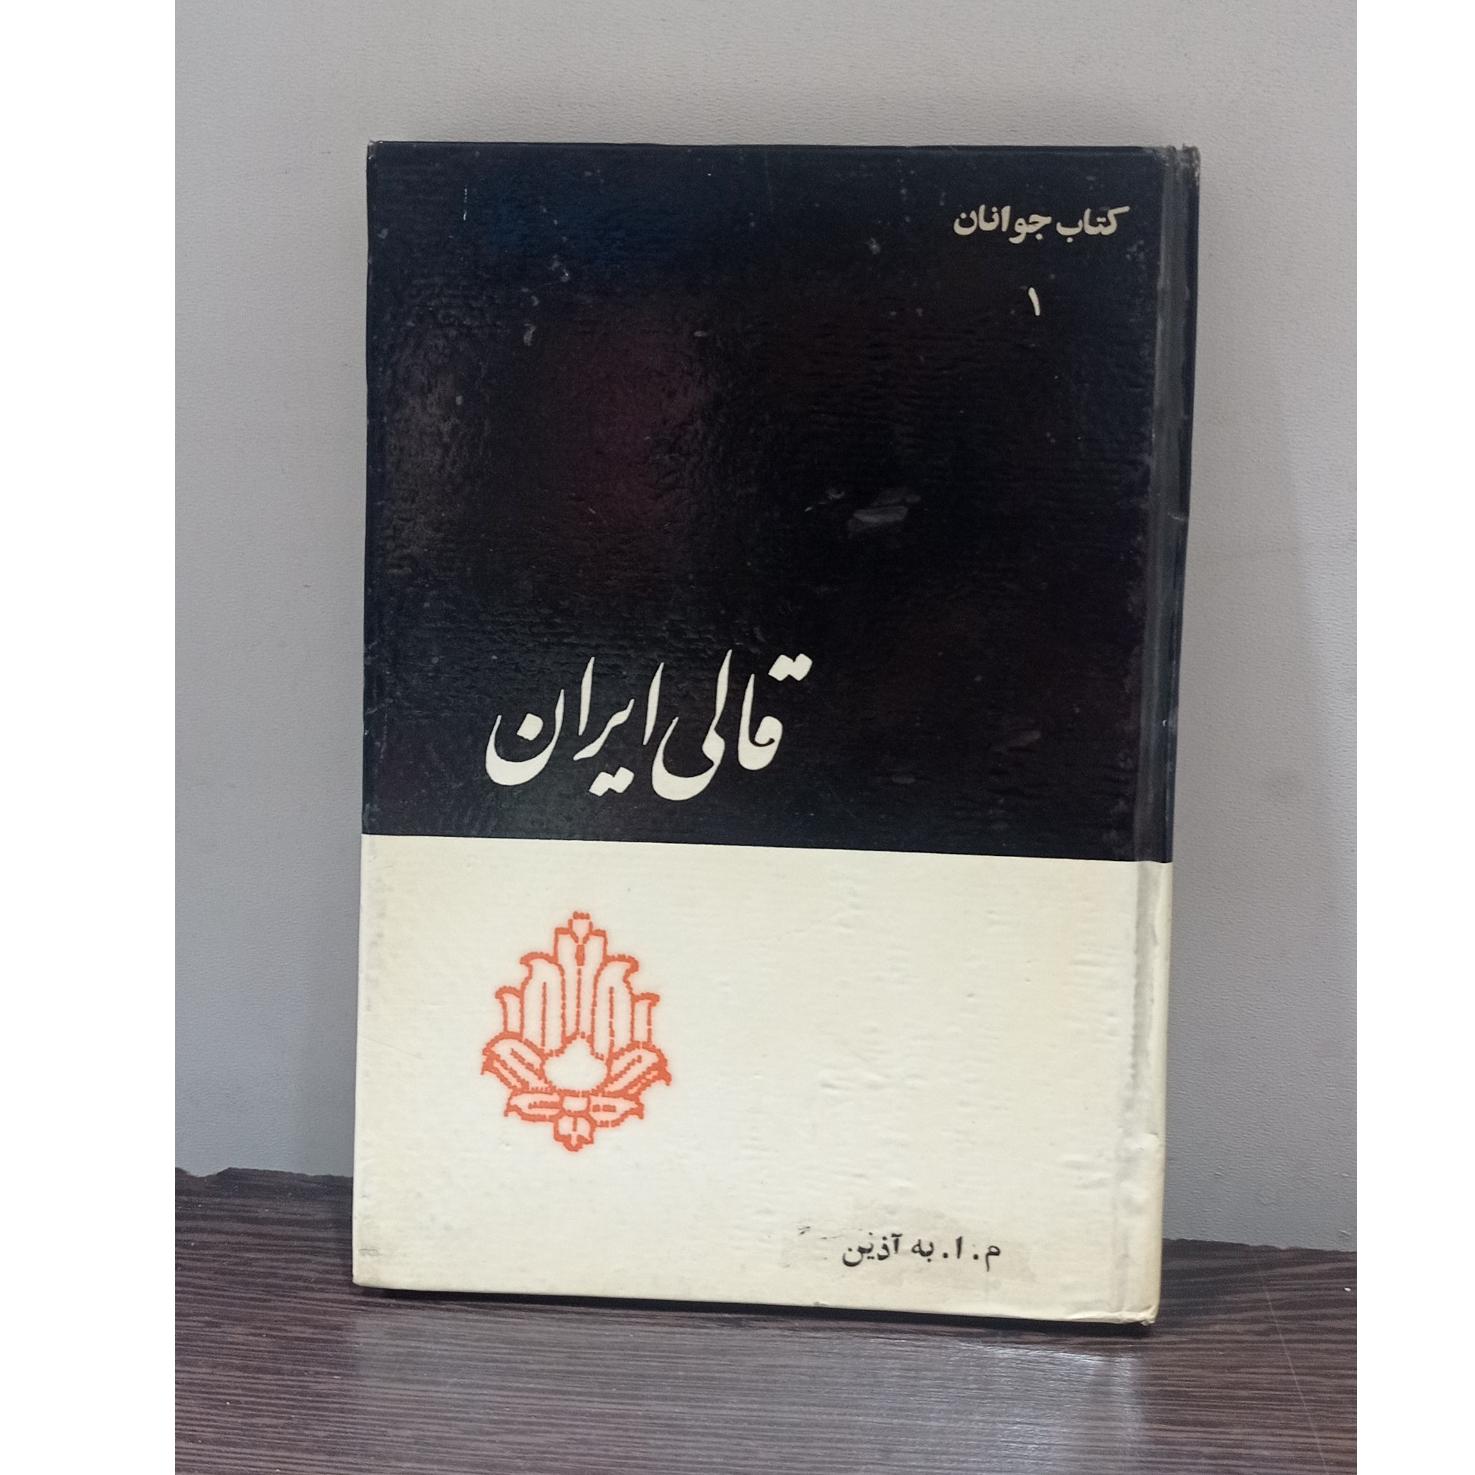 کتاب جوانان
۱
قالی ایران
م. ا. به آذین